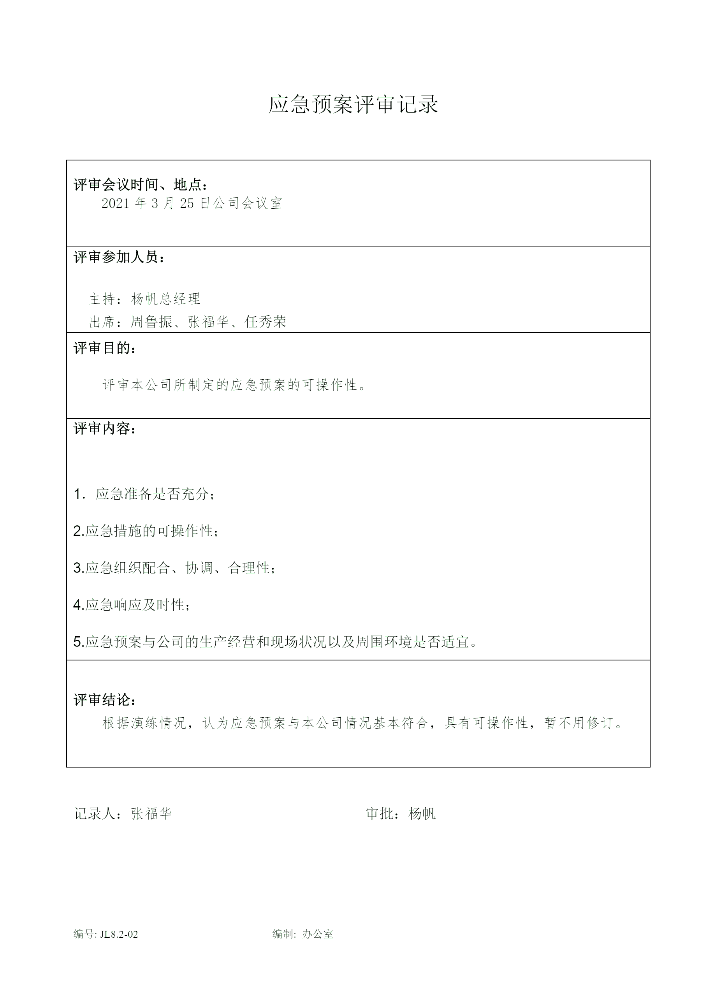 应急预案评审记录
评审会议时间、地点：
2021 年 3 月 25 日公司会议室
评审参加人员：
主持：杨帆总经理
出席：周鲁振、张福华、任秀荣
评审目的：
评审本公司所制定的应急预案的可操作性。
评审内容：
1．应急准备是否充分；
2.应急措施的可操作性；
3.应急组织配合、协调、合理性；
4.应急响应及时性；
5.应急预案与公司的生产经营和现场状况以及周围环境是否适宜。
评审结论：
根据演练情况，认为应急预案与本公司情况基本符合，具有可操作性，暂不用修订。
记录人：张福华 审批：杨帆
编号: JL8.2-02 编制: 办公室